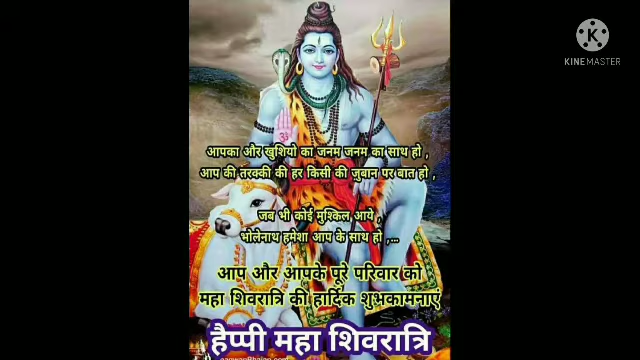 K
KINEMASTER
ॐ
आपका और खुशियो का जनम जनम का साथ हो ,
आप की तरक्की की हर किसी की जुबान पर बात हो ,
जब भी कोई मुश्किल आये ,
भोलेनाथ हमेशा आप के साथ हो ,...
आप और आपके पूरे परिवार को
महा शिवरात्रि की हार्दिक शुभकामनाएं
हैप्पी महा शिवरात्रि